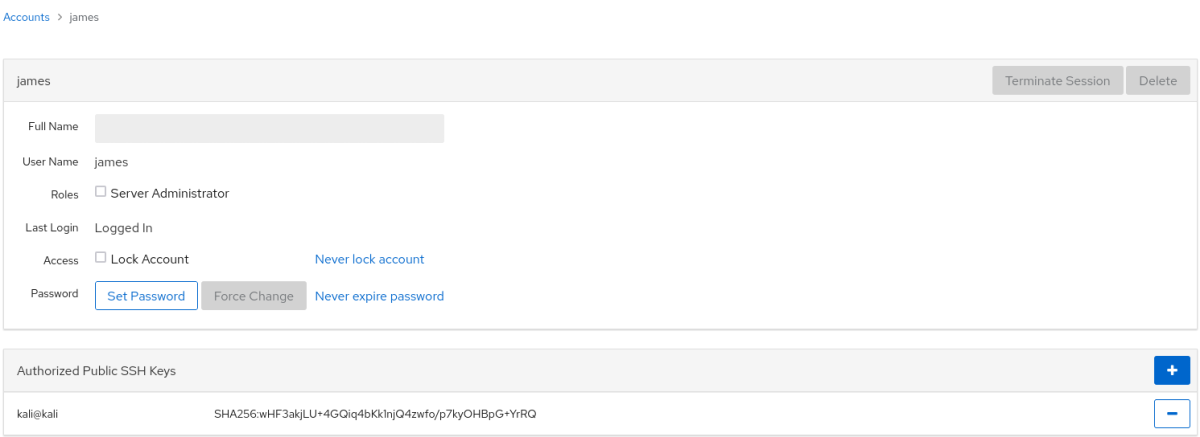 Accounts > james
james Terminate Session Delete
Full Name
User Name james
Roles Server Administrator
Last Login Logged In
Access Lock Account Never lock account
Password Set Password Force Change Never expire password
Authorized Public SSH Keys +
kali@kali SHA256:wHF3akjLU+4GQiq4bKk1njQ4zwfo/p7kyOHBpG+YrRQ −